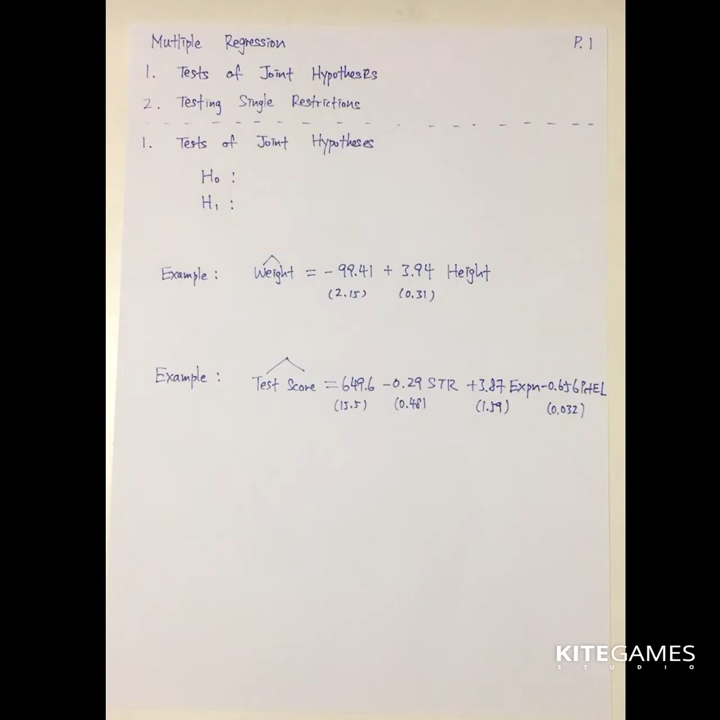 Multiple Regression P. 1
1. Tests of Joint Hypotheses
2. Testing Single Restrictions
1. Tests of Joint Hypotheses
H₀ :
H₁ :
Example : Weight = - 99.41 + 3.94 Height
(2.15) (0.31)
Example : Test Score = 649.6 - 0.29 STR + 3.87 Expn - 0.656 PctEL
(15.5) (0.48) (1.59) (0.032)
KITEGAMES
STUDIO